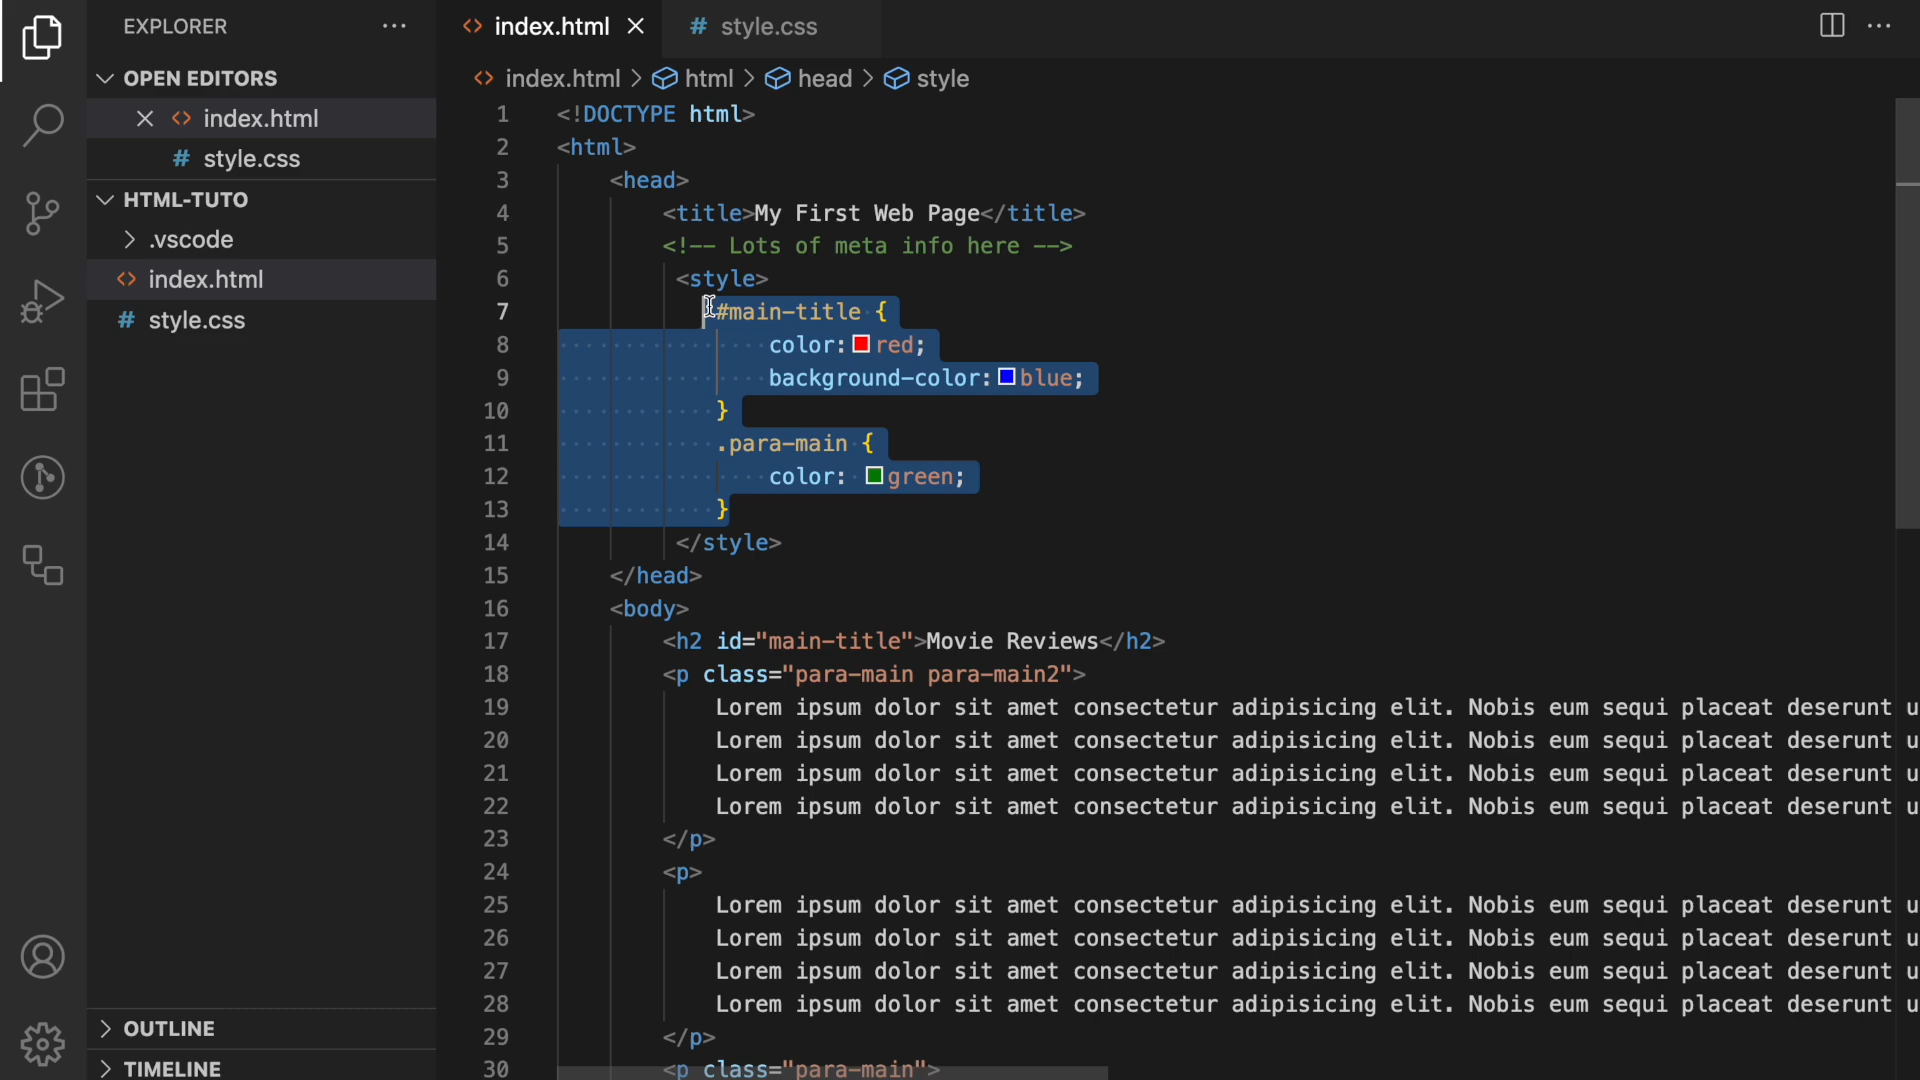 EXPLORER
OPEN EDITORS
index.html
style.css
HTML-TUTO
.vscode
index.html
style.css
OUTLINE
TIMELINE
index.html
style.css
index.html > html > head > style
1 <!DOCTYPE html>
2 <html>
3 <head>
4 <title>My First Web Page</title>
5 <!-- Lots of meta info here -->
6 <style>
7 #main-title {
8 color: red;
9 background-color: blue;
10 }
11 .para-main {
12 color: green;
13 }
14 </style>
15 </head>
16 <body>
17 <h2 id="main-title">Movie Reviews</h2>
18 <p class="para-main para-main2">
19 Lorem ipsum dolor sit amet consectetur adipisicing elit. Nobis eum sequi placeat deserunt u
20 Lorem ipsum dolor sit amet consectetur adipisicing elit. Nobis eum sequi placeat deserunt u
21 Lorem ipsum dolor sit amet consectetur adipisicing elit. Nobis eum sequi placeat deserunt u
22 Lorem ipsum dolor sit amet consectetur adipisicing elit. Nobis eum sequi placeat deserunt u
23 </p>
24 <p>
25 Lorem ipsum dolor sit amet consectetur adipisicing elit. Nobis eum sequi placeat deserunt u
26 Lorem ipsum dolor sit amet consectetur adipisicing elit. Nobis eum sequi placeat deserunt u
27 Lorem ipsum dolor sit amet consectetur adipisicing elit. Nobis eum sequi placeat deserunt u
28 Lorem ipsum dolor sit amet consectetur adipisicing elit. Nobis eum sequi placeat deserunt u
29 </p>
30 <p class="para-main">